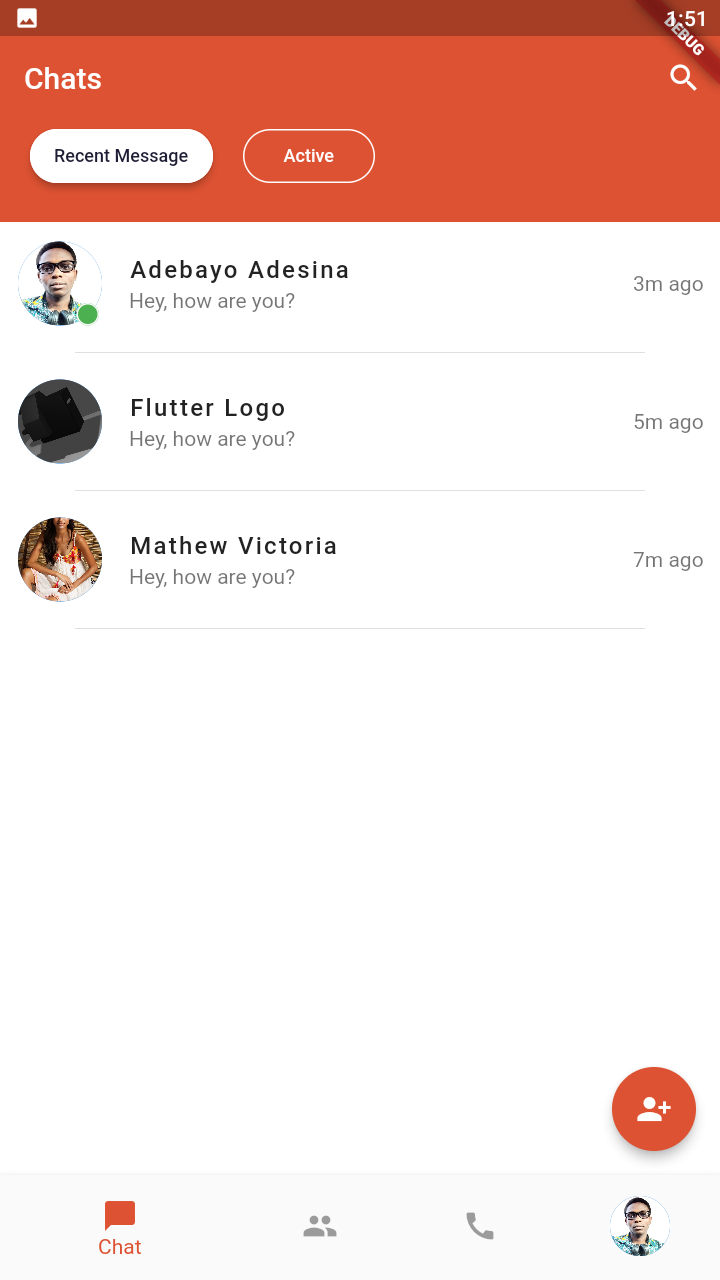 1:51
DEBUG
Chats
Recent Message
Active
Adebayo Adesina
Hey, how are you?
3m ago
Flutter Logo
Hey, how are you?
5m ago
Mathew Victoria
Hey, how are you?
7m ago
Chat